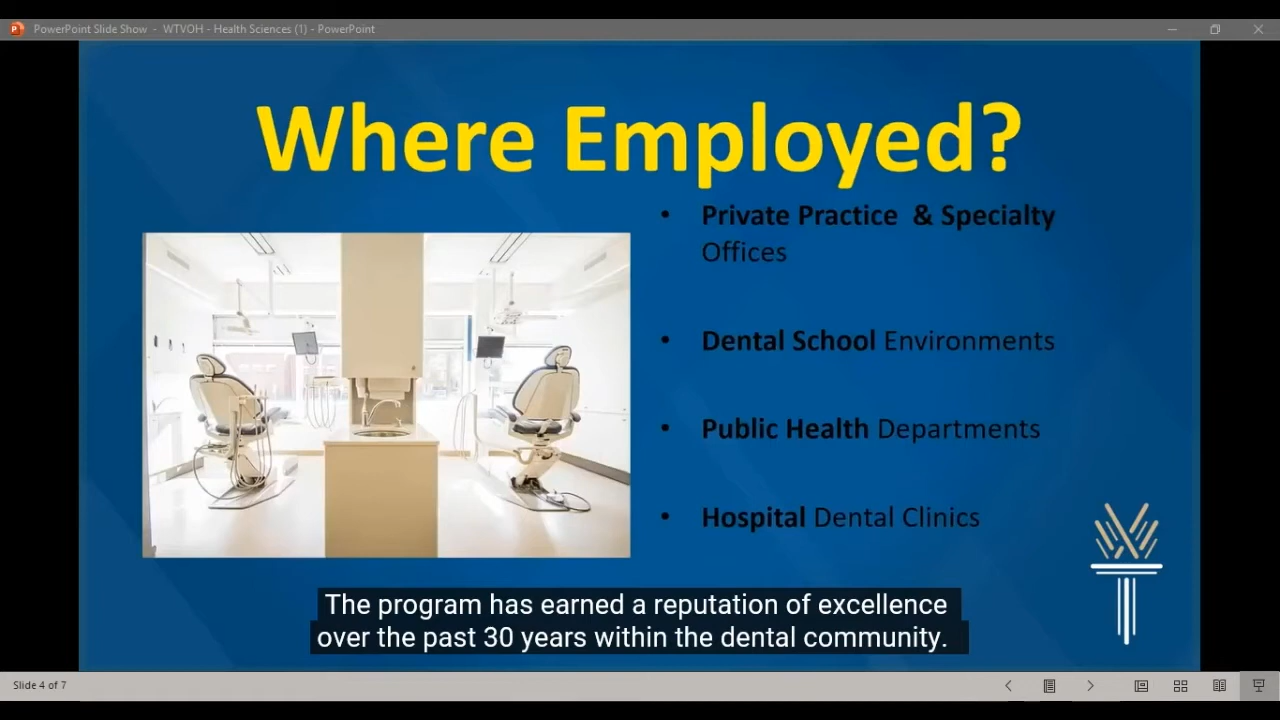 PowerPoint Slide Show - WTVOH - Health Sciences (1) - PowerPoint
Where Employed?
• Private Practice & Specialty
Offices
• Dental School Environments
• Public Health Departments
• Hospital Dental Clinics
The program has earned a reputation of excellence
over the past 30 years within the dental community.
Slide 4 of 7